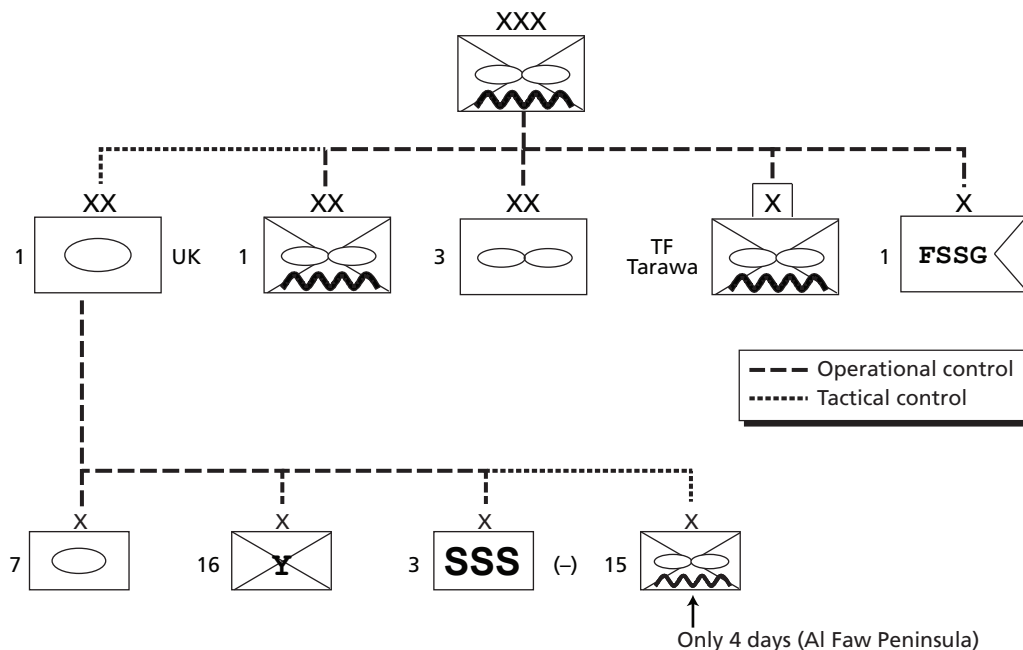 XXX
XX
XX
XX
X
X
1
UK
1
3
TF
Tarawa
1
FSSG
Operational control
Tactical control
X
X
X
X
7
16
Y
3
SSS
(–)
15
Only 4 days (Al Faw Peninsula)